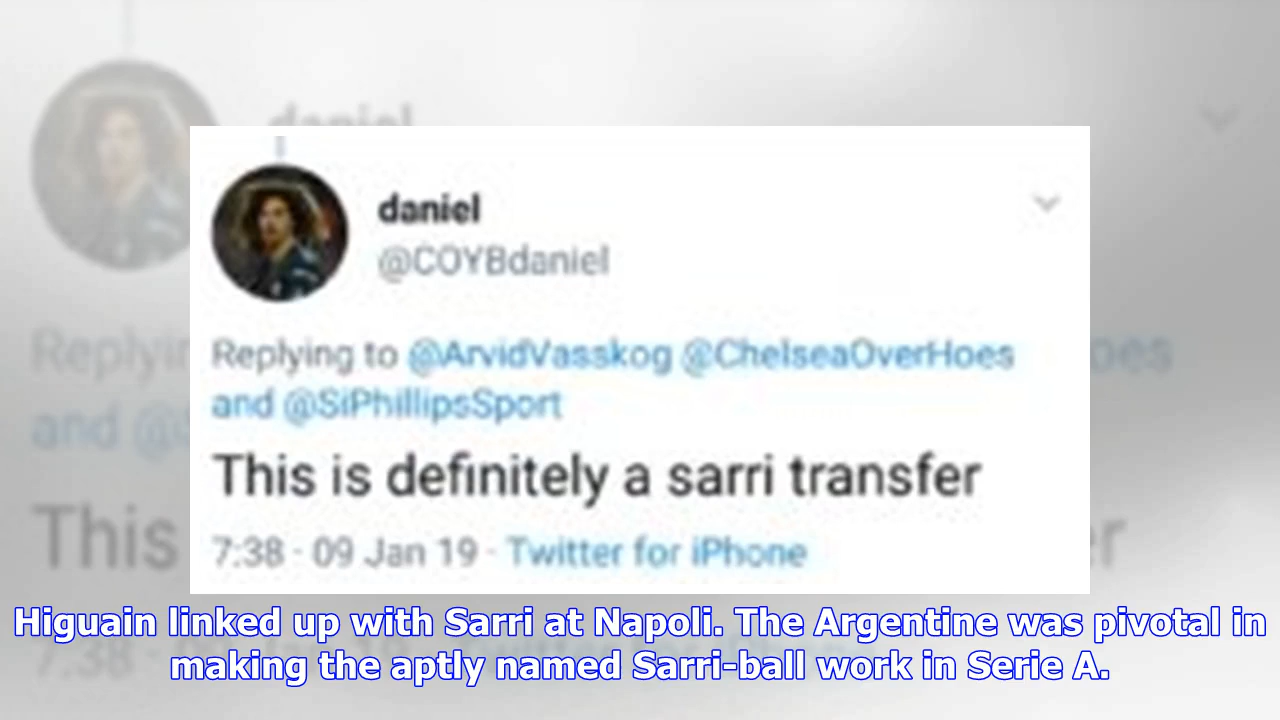 daniel
@COYBdaniel
Replying to @ArvidVasskog @ChelseaOverHoes
and @SiPhillipsSport
This is definitely a sarri transfer
7:38 · 09 Jan 19 · Twitter for iPhone
Higuain linked up with Sarri at Napoli. The Argentine was pivotal in
making the aptly named Sarri-ball work in Serie A.